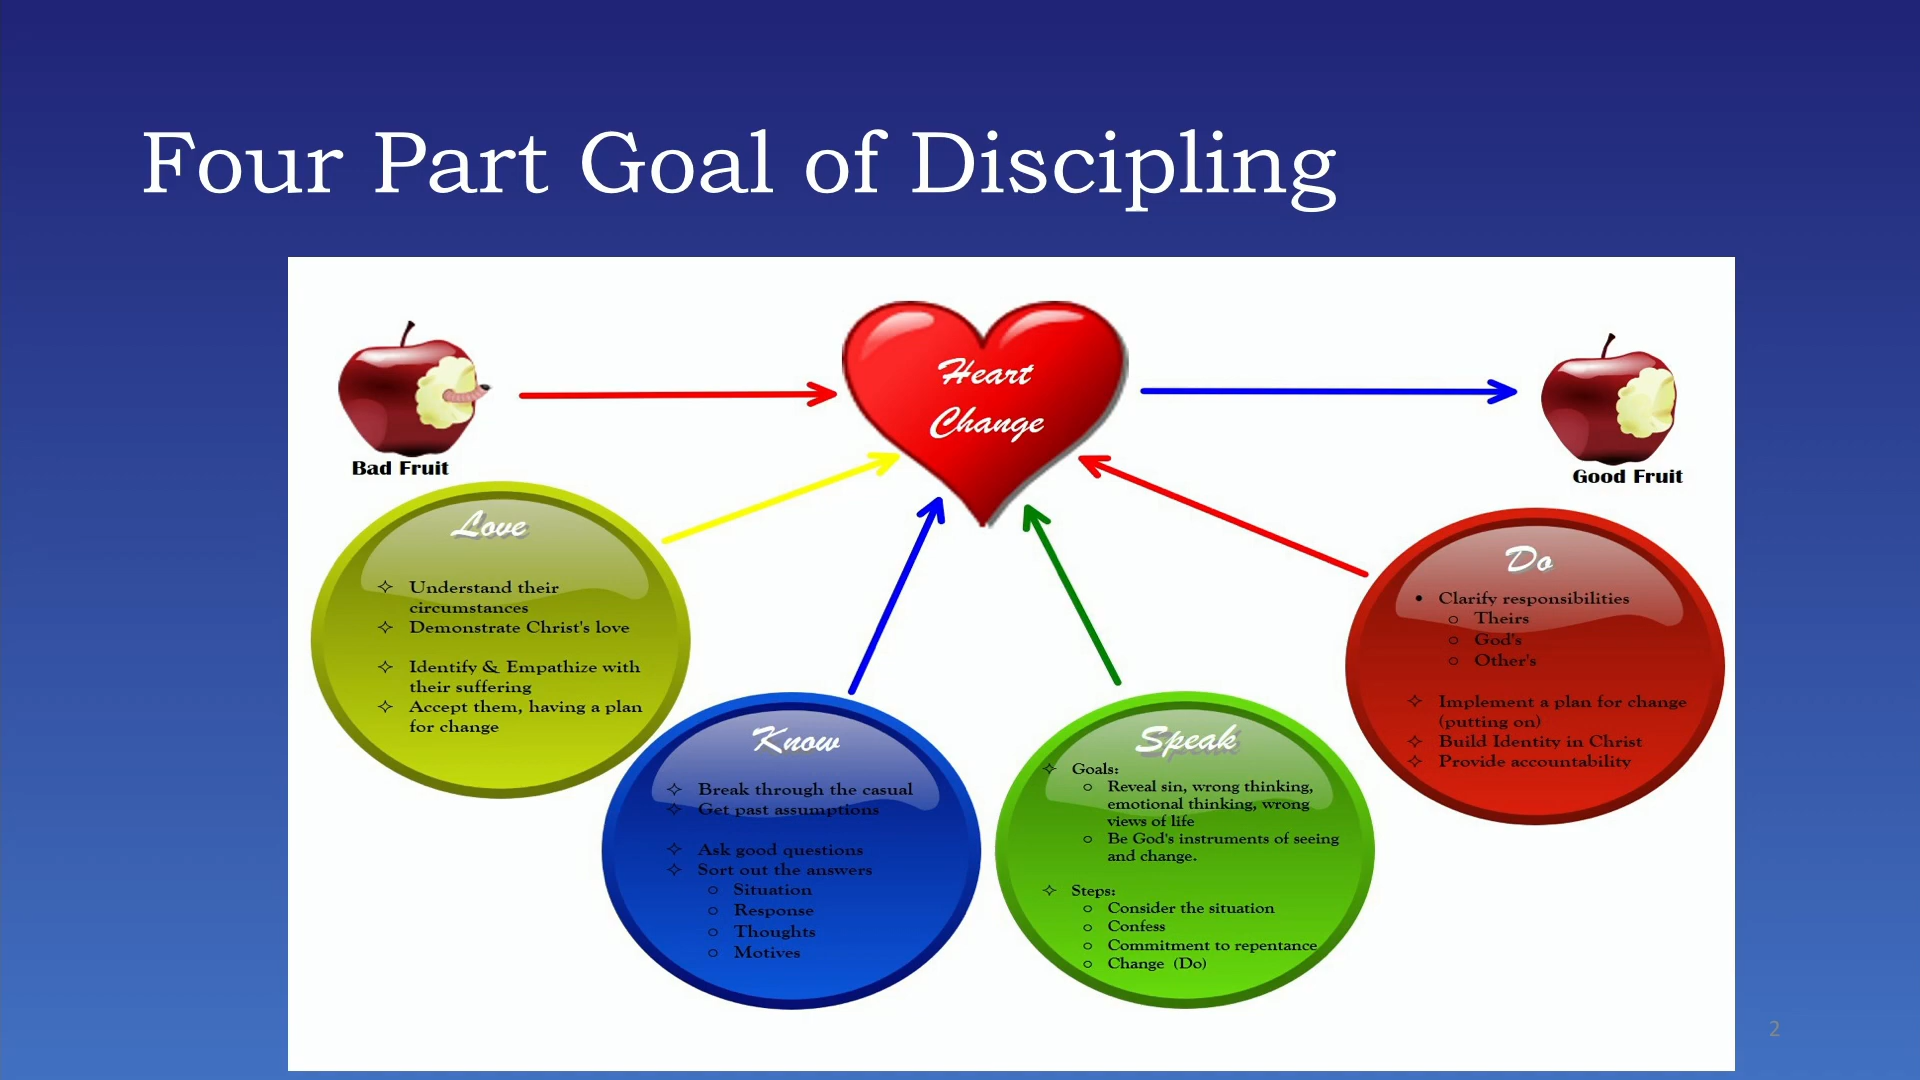 Four Part Goal of Discipling
Heart
Change
Bad Fruit
Good Fruit
Love
✧ Understand their
circumstances
✧ Demonstrate Christ's love
✧ Identify & Empathize with
their suffering
✧ Accept them, having a plan
for change
Know
✧ Break through the casual
✧ Get past assumptions
✧ Ask good questions
✧ Sort out the answers
o Situation
o Response
o Thoughts
o Motives
Speak
✧ Goals:
o Reveal sin, wrong thinking,
emotional thinking, wrong
views of life
o Be God's instruments of seeing
and change.
✧ Steps:
o Consider the situation
o Confess
o Commitment to repentance
o Change (Do)
Do
• Clarify responsibilities
o Theirs
o God's
o Other's
✧ Implement a plan for change
(putting on)
✧ Build Identity in Christ
✧ Provide accountability
2